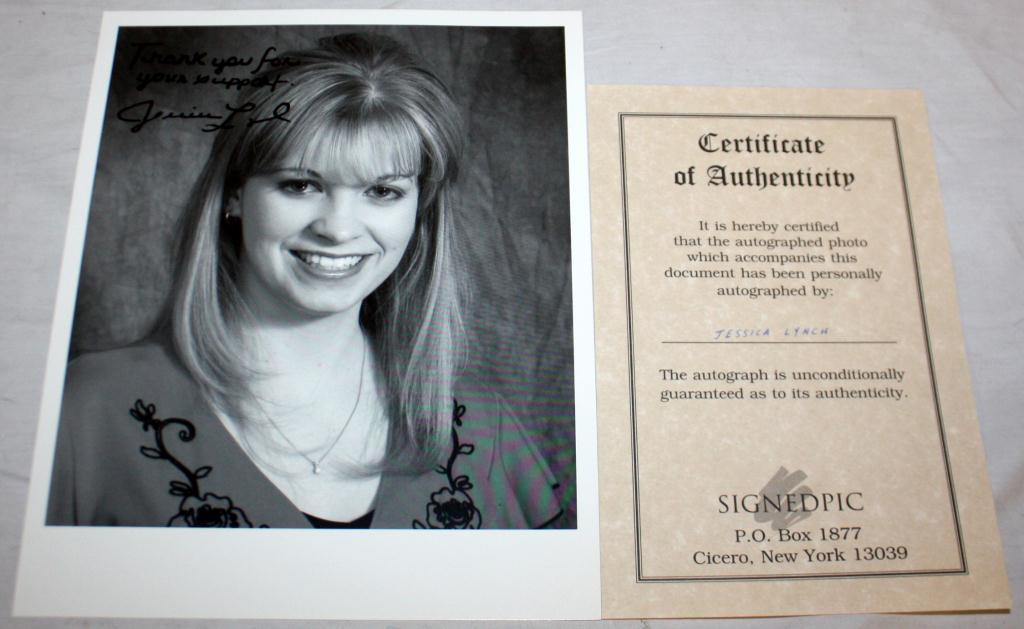 Thank you for
your support.
Certificate
of Authenticity
It is hereby certified
that the autographed photo
which accompanies this
document has been personally
autographed by:
JESSICA LYNCH
The autograph is unconditionally
guaranteed as to its authenticity.
SIGNEDPIC
P.O. Box 1877
Cicero, New York 13039